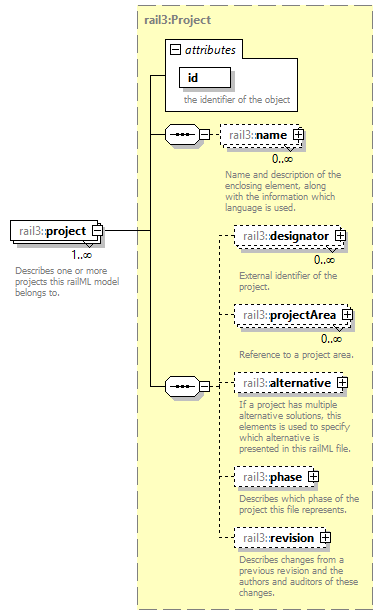 rail3:Project
attributes
id
the identifier of the object
rail3::name
0..∞
Name and description of the
enclosing element, along
with the information which
language is used.
rail3::project
1..∞
Describes one or more
projects this railML model
belongs to.
rail3::designator
0..∞
External identifier of the
project.
rail3::projectArea
0..∞
Reference to a project area.
rail3::alternative
If a project has multiple
alternative solutions, this
elements is used to specify
which alternative is
presented in this railML file.
rail3::phase
Describes which phase of the
project this file represents.
rail3::revision
Describes changes from a
previous revision and the
authors and auditors of these
changes.